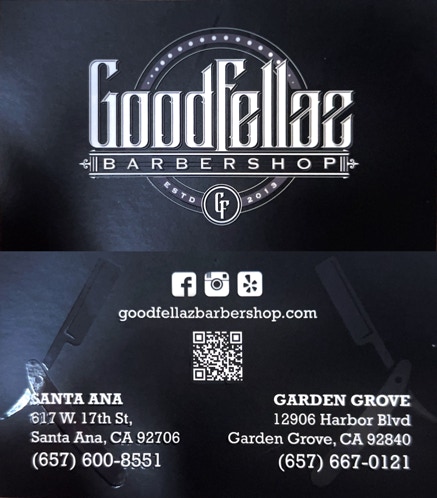 GoodFellaz
BARBERSHOP
ESTD 2013
GF
goodfellazbarbershop.com
SANTA ANA
617 W. 17th St,
Santa Ana, CA 92706
(657) 600-8551
GARDEN GROVE
12906 Harbor Blvd
Garden Grove, CA 92840
(657) 667-0121